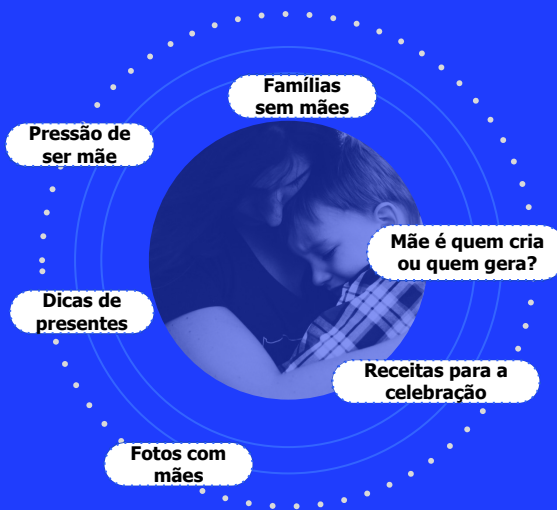 Famílias
sem mães
Pressão de
ser mãe
Mãe é quem cria
ou quem gera?
Dicas de
presentes
Receitas para a
celebração
Fotos com
mães